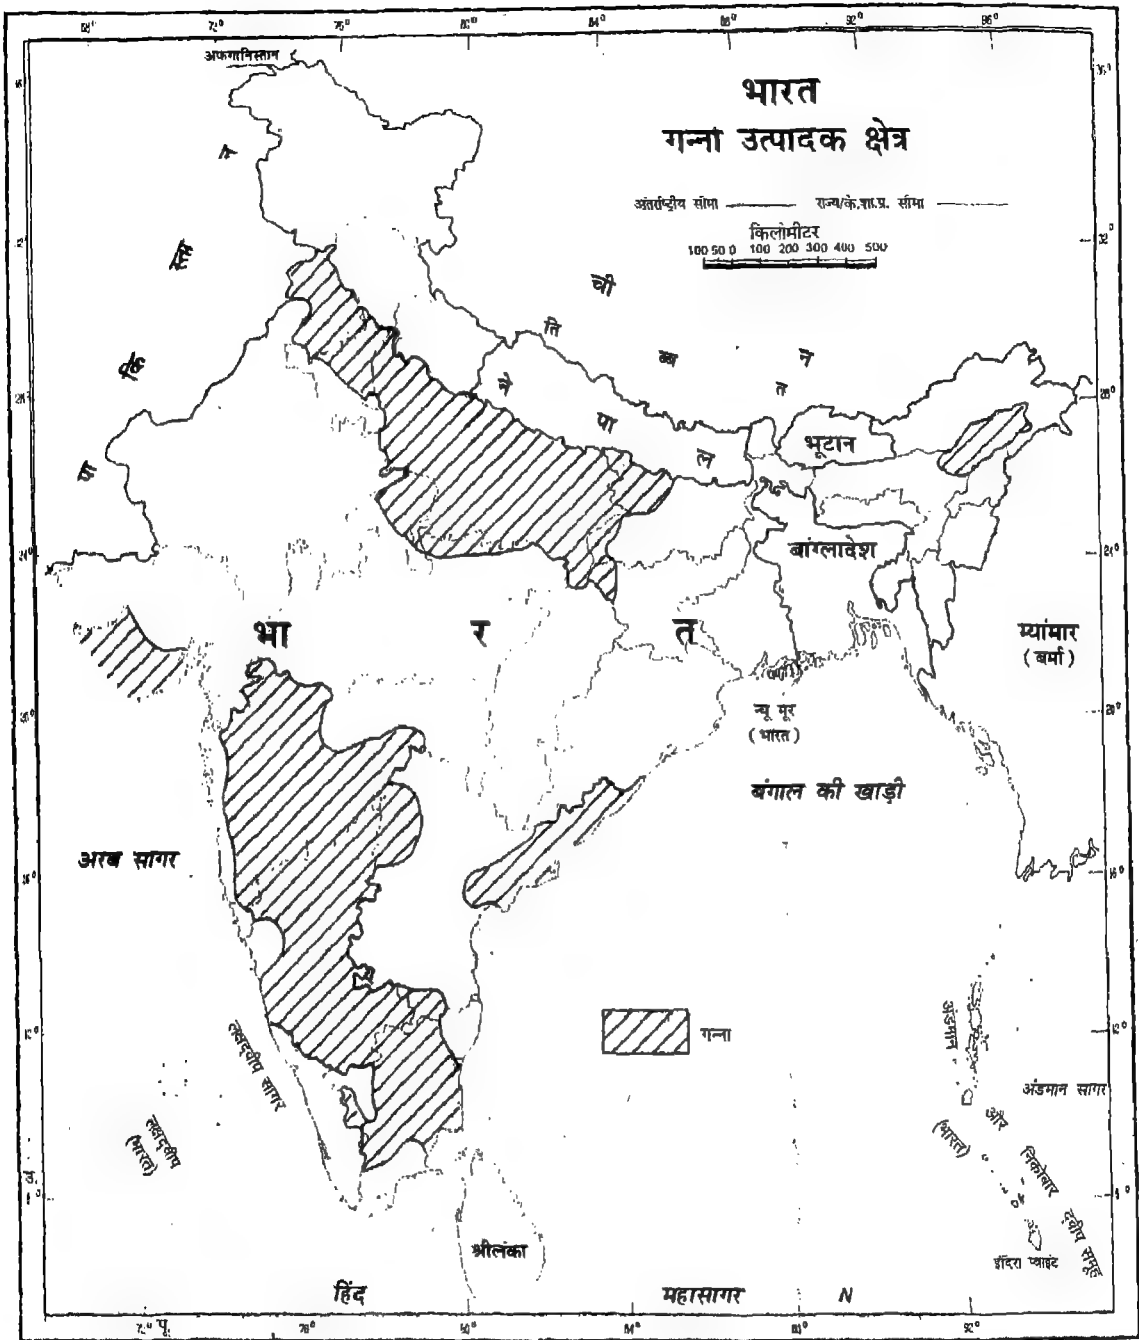 अफगानिस्तान
भारत
गन्ना उत्पादक क्षेत्र
अंतर्राष्ट्रीय सीमा
राज्य/के.शा.प्र. सीमा
किलोमीटर
100 50 0 100 200 300 400 500
पा कि स्ता न
ची न
ति ब्ब त
ने पा ल
भूटान
बांग्लादेश
भा र त
म्यांमार
(बर्मा)
न्यू मूर
(भारत)
बंगाल की खाड़ी
अरब सागर
गन्ना
लक्षद्वीप सागर
लक्षद्वीप
(भारत)
अंडमान
और
निकोबार
द्वीप समूह
(भारत)
अंडमान सागर
इंदिरा प्वाइंट
श्रीलंका
हिंद
महासागर
N